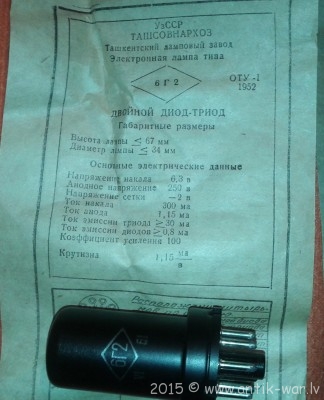 УзССР
ТАШСОВНАРХОЗ
Ташкентский ламповый завод
Электронная лампа типа
6Г2
ОТУ-I
1952
ДВОЙНОЙ ДИОД-ТРИОД
Габаритные размеры
Высота лампы ≤ 67 мм
Диаметр лампы ≤ 34 мм
Основные электрические данные
Напряжение накала 6,3 в
Анодное напряжение 250 в
Напряжение сетки —2 в
Ток накала 300 ма
Ток анода 1,15 ма
Ток эмиссии триода ≥ 30 ма
Ток эмиссии диодов ≥ 0,8 ма
Коэффициент усиления 100
Крутизна 1,15 ма/в
6Г2
2015 © www.antik-war.lv